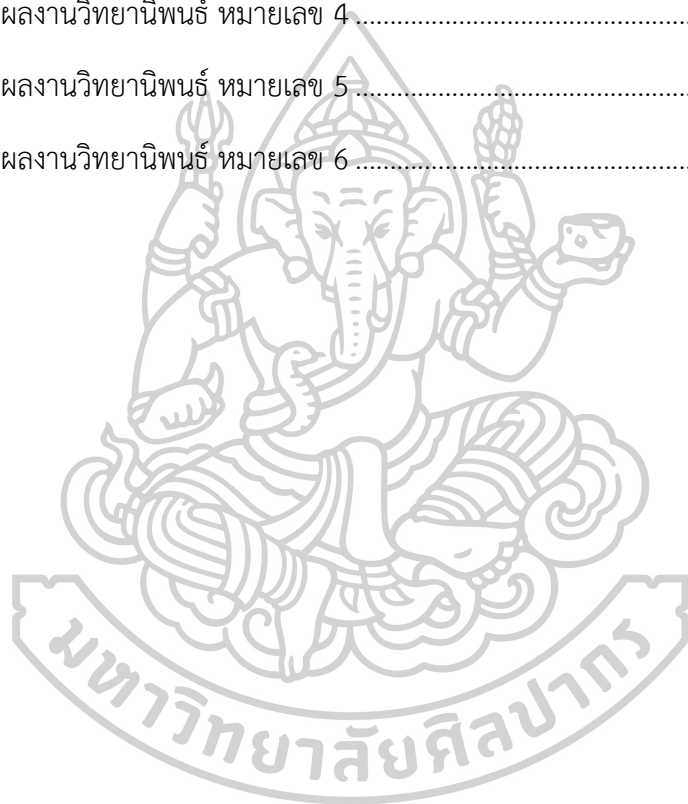 ผลงานวิทยานิพนธ์ หมายเลข 4 ........................................................
ผลงานวิทยานิพนธ์ หมายเลข 5 ........................................................
ผลงานวิทยานิพนธ์ หมายเลข 6 ........................................................
มหาวิทยาลัยศิลปากร